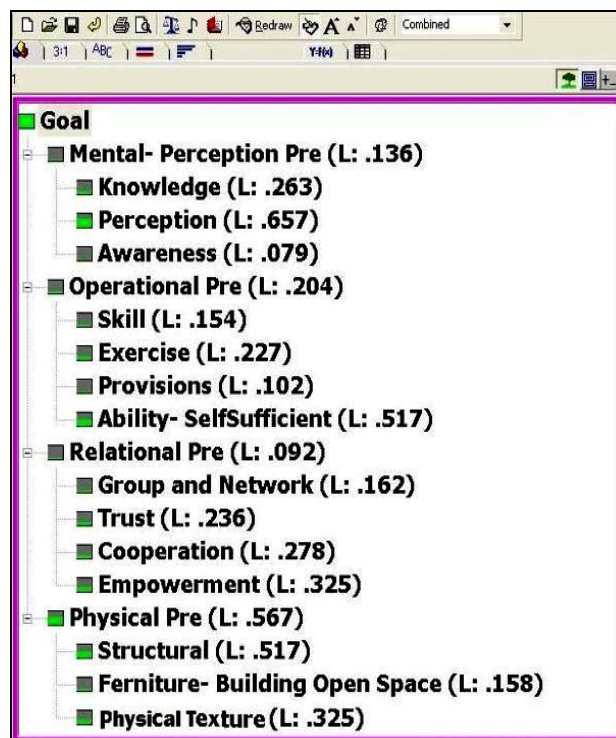 Redraw A A Combined
3:1 ABC Y=f(x)
1
Goal
Mental- Perception Pre (L: .136)
Knowledge (L: .263)
Perception (L: .657)
Awareness (L: .079)
Operational Pre (L: .204)
Skill (L: .154)
Exercise (L: .227)
Provisions (L: .102)
Ability- SelfSufficient (L: .517)
Relational Pre (L: .092)
Group and Network (L: .162)
Trust (L: .236)
Cooperation (L: .278)
Empowerment (L: .325)
Physical Pre (L: .567)
Structural (L: .517)
Ferniture- Building Open Space (L: .158)
Physical Texture (L: .325)